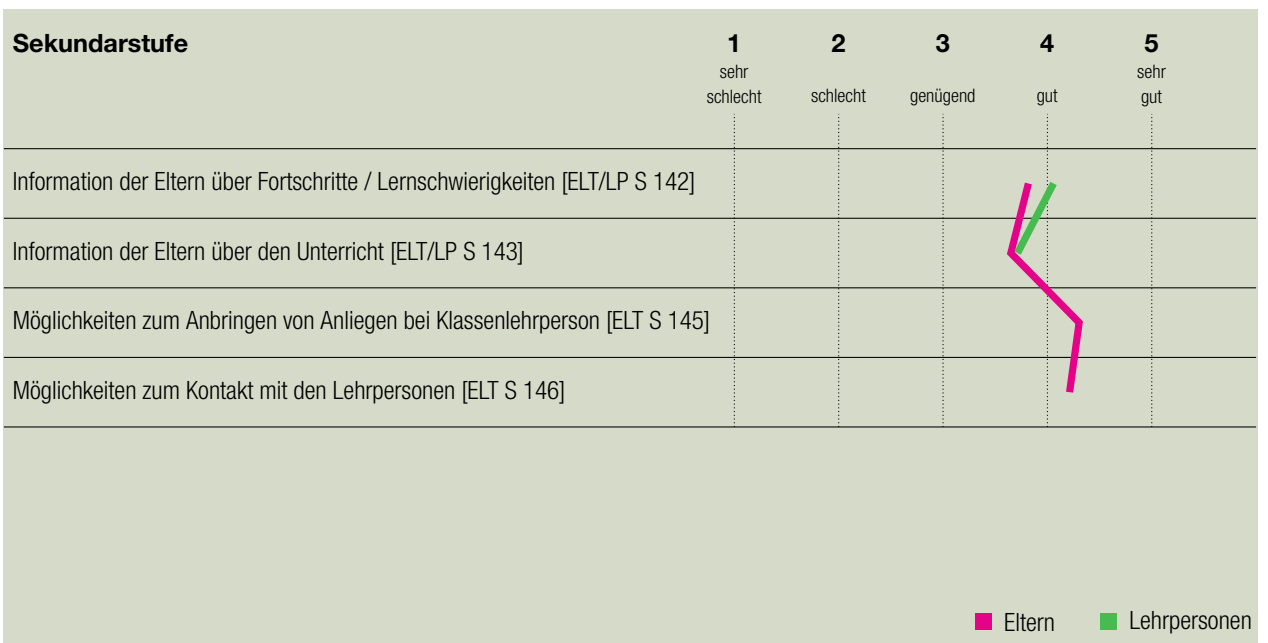 Sekundarstufe 1 2 3 4 5
sehr sehr
schlecht schlecht genügend gut gut
Information der Eltern über Fortschritte / Lernschwierigkeiten [ELT/LP S 142]
Information der Eltern über den Unterricht [ELT/LP S 143]
Möglichkeiten zum Anbringen von Anliegen bei Klassenlehrperson [ELT S 145]
Möglichkeiten zum Kontakt mit den Lehrpersonen [ELT S 146]
Eltern Lehrpersonen